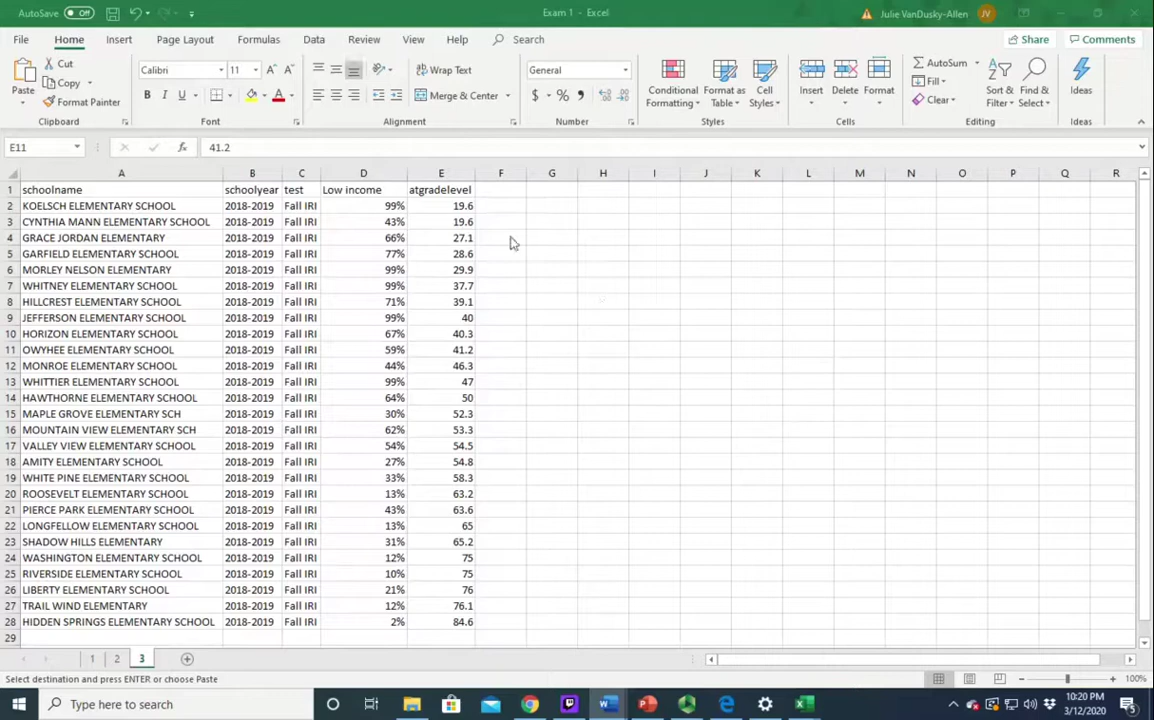 AutoSave Off Exam 1 - Excel Julie VanDusky-Allen JV
File Home Insert Page Layout Formulas Data Review View Help Search Share Comments
Paste Cut Copy Format Painter Clipboard
Calibri 11 A A B I U A Font
Wrap Text Merge & Center Alignment
General $ % , Number
Conditional Formatting Format as Table Cell Styles Styles
Insert Delete Format Cells
AutoSum Fill Clear Sort & Filter Find & Select Editing
Ideas Ideas
E11 fx 41.2
A B C D E F G H I J K L M N O P Q R
1 schoolname schoolyear test Low income atgradelevel
2 KOELSCH ELEMENTARY SCHOOL 2018-2019 Fall IRI 99% 19.6
3 CYNTHIA MANN ELEMENTARY SCHOOL 2018-2019 Fall IRI 43% 19.6
4 GRACE JORDAN ELEMENTARY 2018-2019 Fall IRI 66% 27.1
5 GARFIELD ELEMENTARY SCHOOL 2018-2019 Fall IRI 77% 28.6
6 MORLEY NELSON ELEMENTARY 2018-2019 Fall IRI 99% 29.9
7 WHITNEY ELEMENTARY SCHOOL 2018-2019 Fall IRI 99% 37.7
8 HILLCREST ELEMENTARY SCHOOL 2018-2019 Fall IRI 71% 39.1
9 JEFFERSON ELEMENTARY SCHOOL 2018-2019 Fall IRI 99% 40
10 HORIZON ELEMENTARY SCHOOL 2018-2019 Fall IRI 67% 40.3
11 OWYHEE ELEMENTARY SCHOOL 2018-2019 Fall IRI 59% 41.2
12 MONROE ELEMENTARY SCHOOL 2018-2019 Fall IRI 44% 46.3
13 WHITTIER ELEMENTARY SCHOOL 2018-2019 Fall IRI 99% 47
14 HAWTHORNE ELEMENTARY SCHOOL 2018-2019 Fall IRI 64% 50
15 MAPLE GROVE ELEMENTARY SCH 2018-2019 Fall IRI 30% 52.3
16 MOUNTAIN VIEW ELEMENTARY SCH 2018-2019 Fall IRI 62% 53.3
17 VALLEY VIEW ELEMENTARY SCHOOL 2018-2019 Fall IRI 54% 54.5
18 AMITY ELEMENTARY SCHOOL 2018-2019 Fall IRI 27% 54.8
19 WHITE PINE ELEMENTARY SCHOOL 2018-2019 Fall IRI 33% 58.3
20 ROOSEVELT ELEMENTARY SCHOOL 2018-2019 Fall IRI 13% 63.2
21 PIERCE PARK ELEMENTARY SCHOOL 2018-2019 Fall IRI 43% 63.6
22 LONGFELLOW ELEMENTARY SCHOOL 2018-2019 Fall IRI 13% 65
23 SHADOW HILLS ELEMENTARY 2018-2019 Fall IRI 31% 65.2
24 WASHINGTON ELEMENTARY SCHOOL 2018-2019 Fall IRI 12% 75
25 RIVERSIDE ELEMENTARY SCHOOL 2018-2019 Fall IRI 10% 75
26 LIBERTY ELEMENTARY SCHOOL 2018-2019 Fall IRI 21% 76
27 TRAIL WIND ELEMENTARY 2018-2019 Fall IRI 12% 76.1
28 HIDDEN SPRINGS ELEMENTARY SCHOOL 2018-2019 Fall IRI 2% 84.6
29
1 2 3
Select destination and press ENTER or choose Paste 100%
Type here to search 10:20 PM
3/12/2020 5